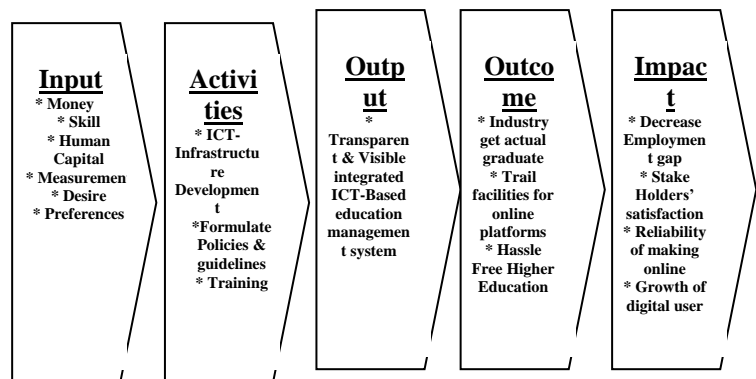 Input
* Money
* Skill
* Human
Capital
* Measuremen
* Desire
* Preferences
Activi
ties
* ICT-
Infrastructu
re
Developmen
t
*Formulate
Policies &
guidelines
* Training
Outp
ut
*
Transparen
t & Visible
integrated
ICT-Based
education
managemen
t system
Outco
me
* Industry
get actual
graduate
* Trail
facilities for
online
platforms
* Hassle
Free Higher
Education
Impac
t
* Decrease
Employmen
t gap
* Stake
Holders’
satisfaction
* Reliability
of making
online
* Growth of
digital user